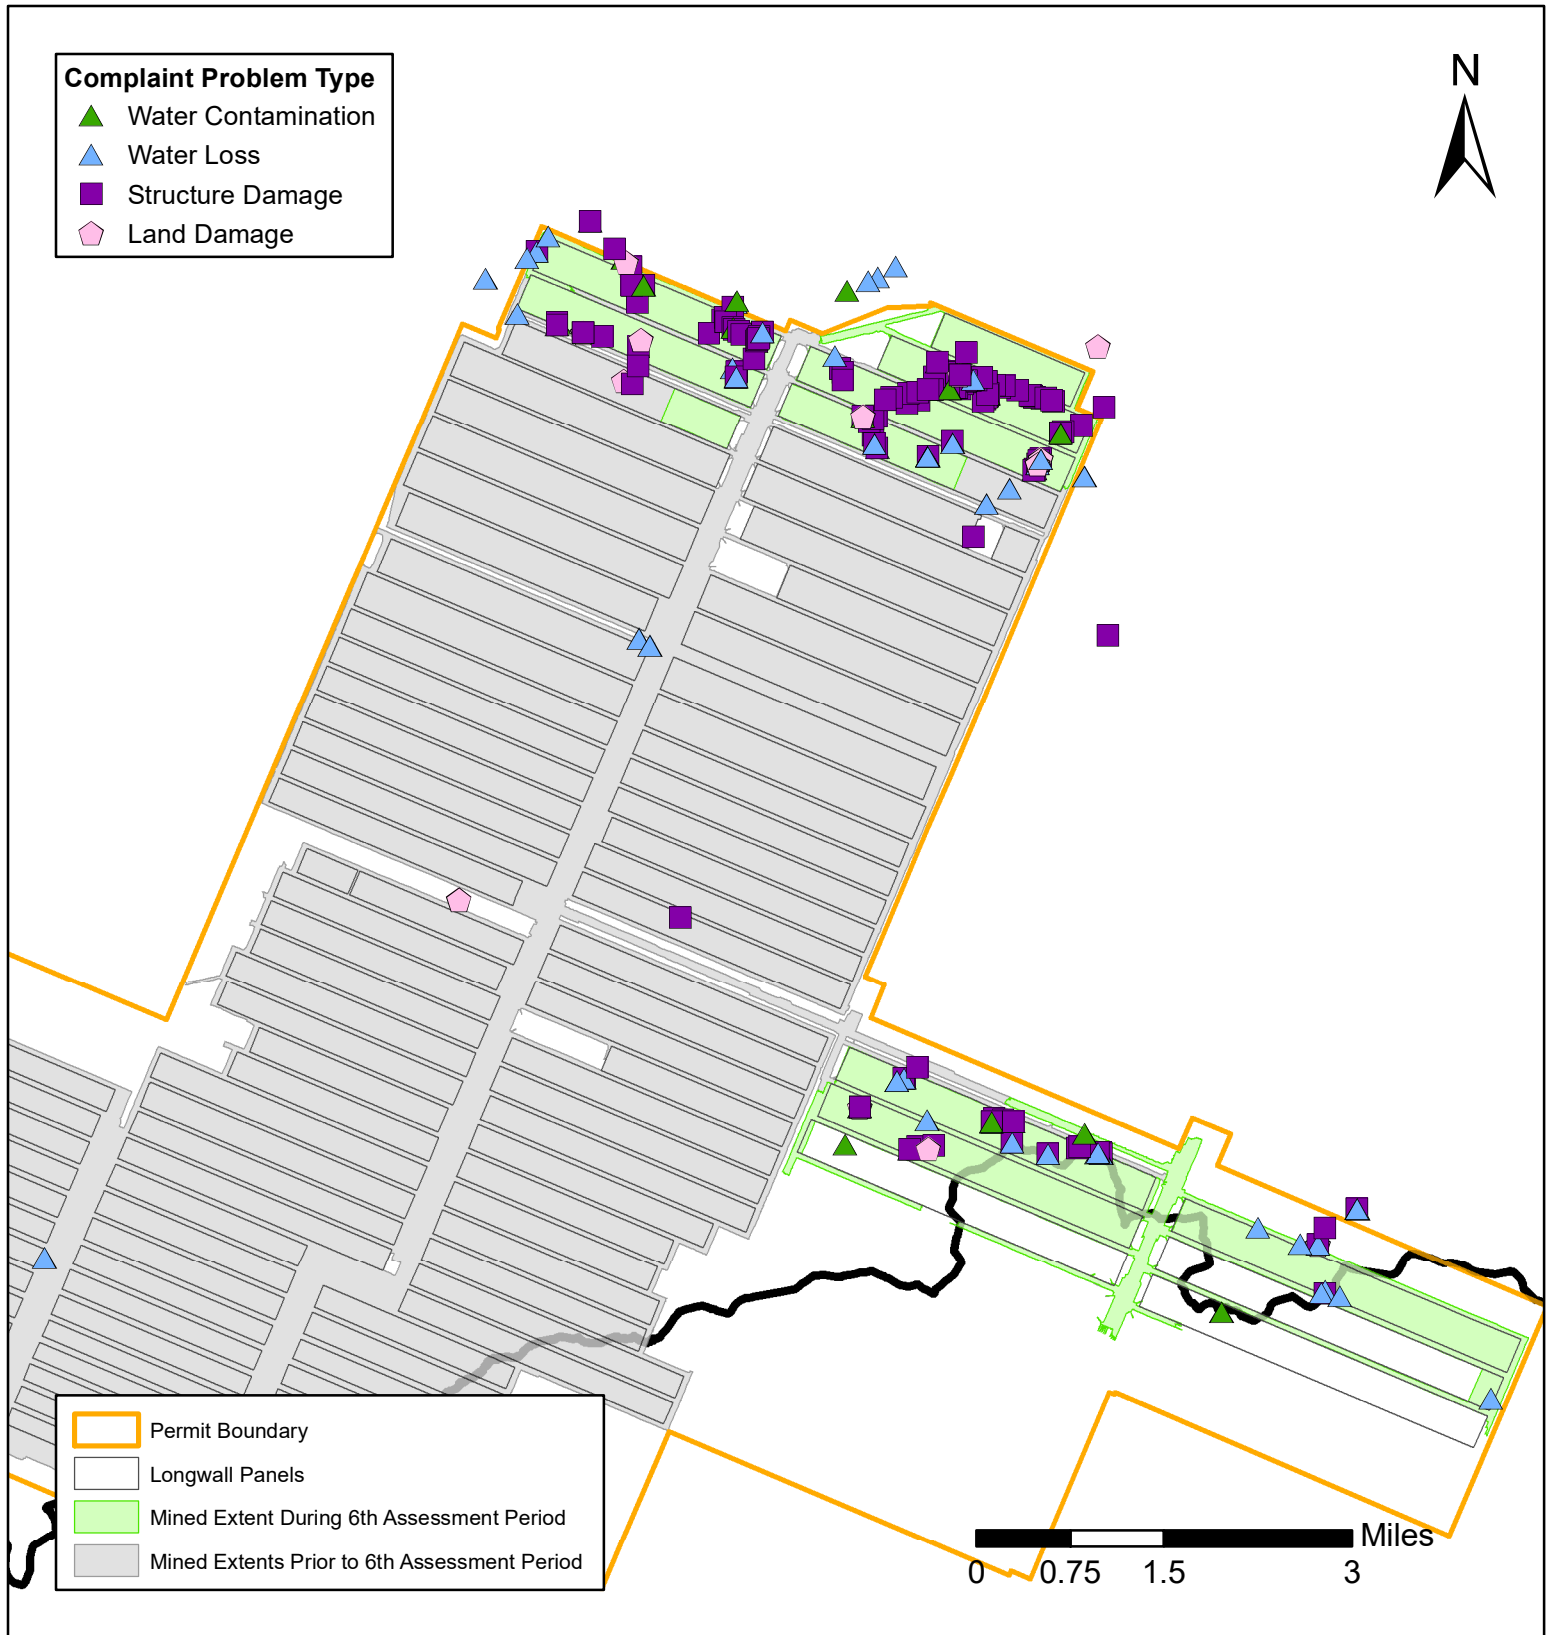 Complaint Problem Type
Water Contamination
Water Loss
Structure Damage
Land Damage
N
Permit Boundary
Longwall Panels
Mined Extent During 6th Assessment Period
Mined Extents Prior to 6th Assessment Period
Miles
0 0.75 1.5 3